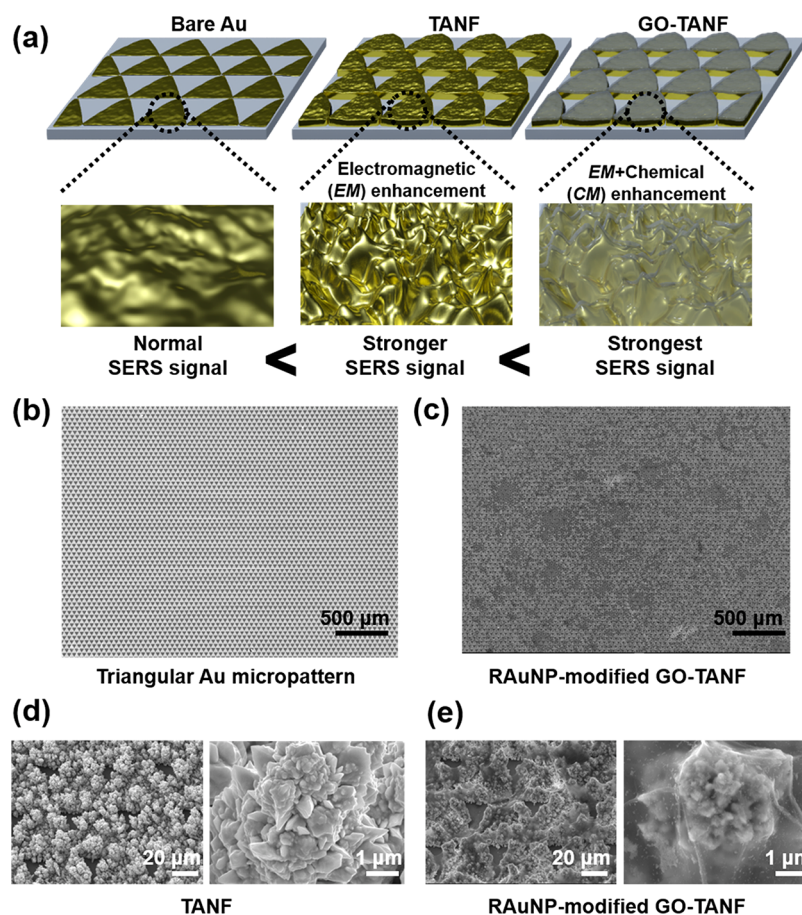 (a)
Bare Au
TANF
GO-TANF
Electromagnetic
(EM) enhancement
EM+Chemical
(CM) enhancement
Normal
SERS signal
<
Stronger
SERS signal
<
Strongest
SERS signal
(b)
500 µm
Triangular Au micropattern
(c)
500 µm
RAuNP-modified GO-TANF
(d)
20 µm
1 µm
TANF
(e)
20 µm
1 µm
RAuNP-modified GO-TANF